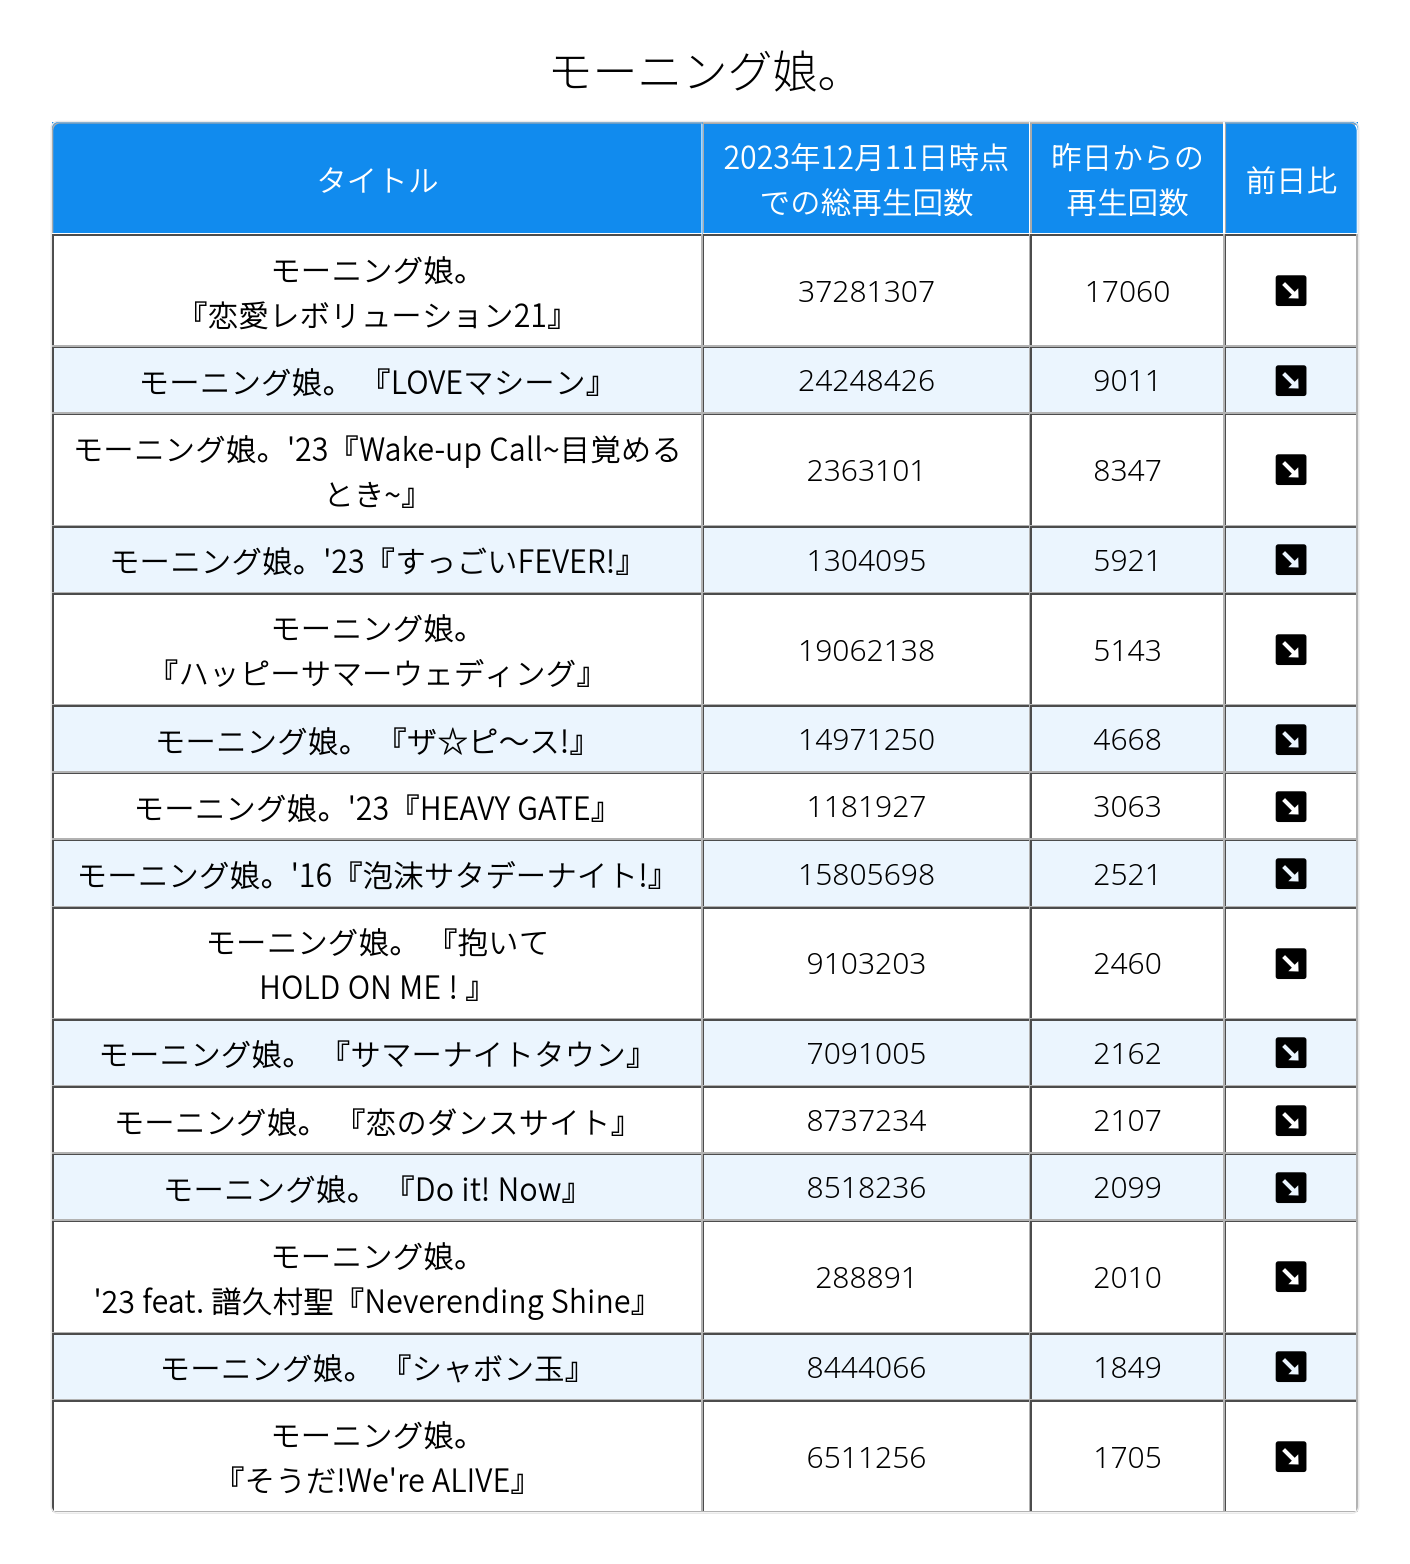 モーニング娘。
タイトル
2023年12月11日時点
での総再生回数
昨日からの
再生回数
前日比
モーニング娘。
『恋愛レボリューション21』
37281307
17060
モーニング娘。 『LOVEマシーン』
24248426
9011
モーニング娘。'23『Wake-up Call~目覚める
とき~』
2363101
8347
モーニング娘。'23『すっごいFEVER!』
1304095
5921
モーニング娘。
『ハッピーサマーウェディング』
19062138
5143
モーニング娘。 『ザ☆ピ〜ス!』
14971250
4668
モーニング娘。'23『HEAVY GATE』
1181927
3063
モーニング娘。'16『泡沫サタデーナイト!』
15805698
2521
モーニング娘。 『抱いて
HOLD ON ME ! 』
9103203
2460
モーニング娘。 『サマーナイトタウン』
7091005
2162
モーニング娘。 『恋のダンスサイト』
8737234
2107
モーニング娘。 『Do it! Now』
8518236
2099
モーニング娘。
'23 feat. 譜久村聖『Neverending Shine』
288891
2010
モーニング娘。 『シャボン玉』
8444066
1849
モーニング娘。
『そうだ!We're ALIVE』
6511256
1705